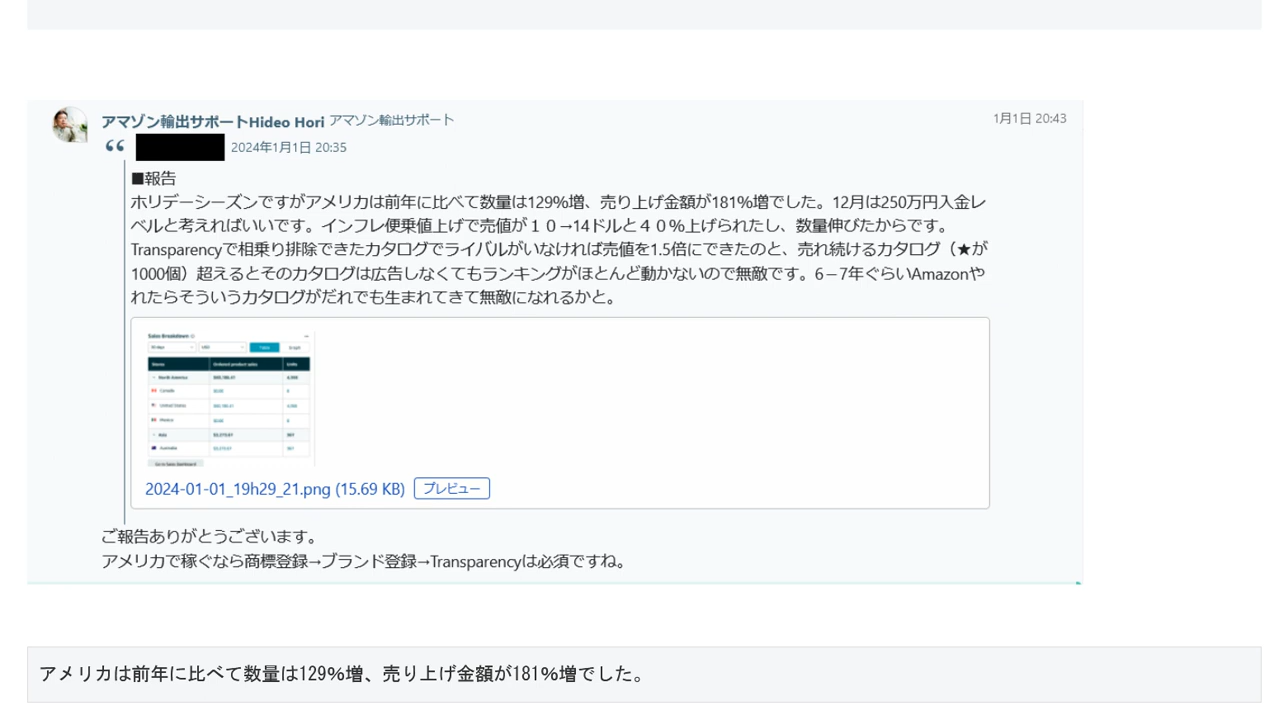 アマゾン輸出サポートHideo Hori アマゾン輸出サポート 1月1日 20:43
2024年1月1日 20:35
■報告
ホリデーシーズンですがアメリカは前年に比べて数量は129%増、売り上げ金額が181%増でした。12月は250万円入金レ
ベルと考えればいいです。インフレ便乗値上げで売値が１０→14ドルと４０％上げられたし、数量伸びたからです。
Transparencyで相乗り排除できたカタログでライバルがいなければ売値を1.5倍にできたのと、売れ続けるカタログ（★が
1000個）超えるとそのカタログは広告しなくてもランキングがほとんど動かないので無敵です。6－7年ぐらいAmazonや
れたらそういうカタログがだれでも生まれてきて無敵になれるかと。
Sales Breakdown
USD
Ordered product sales Units
North America
Canada
United States
Mexico
Asia
Australia
Go to Sales Dashboard
2024-01-01_19h29_21.png (15.69 KB) プレビュー
ご報告ありがとうございます。
アメリカで稼ぐなら商標登録→ブランド登録→Transparencyは必須ですね。
アメリカは前年に比べて数量は129%増、売り上げ金額が181%増でした。